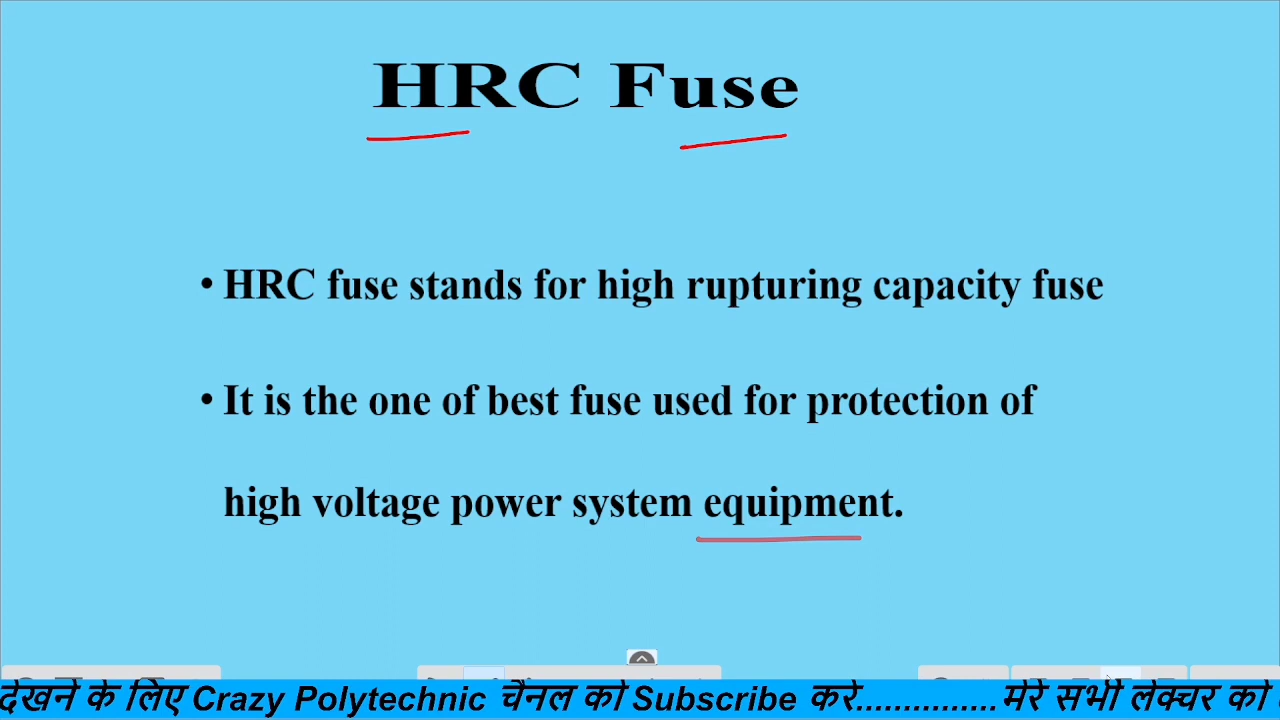 HRC Fuse
• HRC fuse stands for high rupturing capacity fuse
• It is the one of best fuse used for protection of
high voltage power system equipment.
देखने के लिए Crazy Polytechnic चैनल को Subscribe करे...............मेरे सभी लेक्चर को